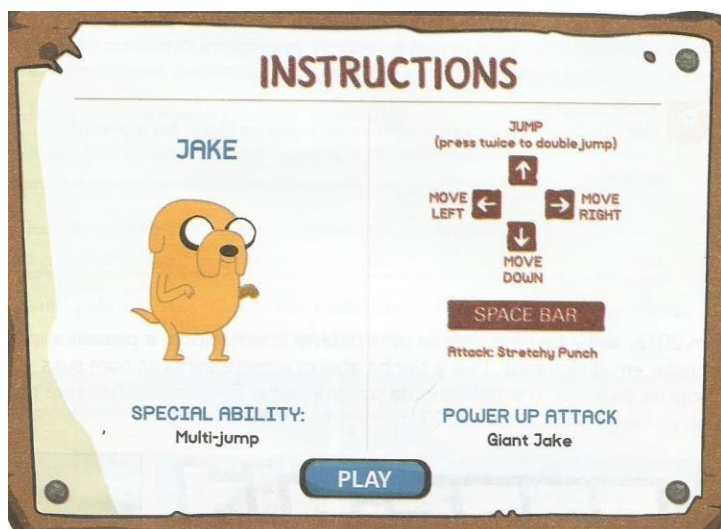 INSTRUCTIONS
JAKE
SPECIAL ABILITY:
Multi-jump
JUMP
(press twice to double jump)
MOVE
LEFT
MOVE
RIGHT
MOVE
DOWN
SPACE BAR
Attack: Stretchy Punch
POWER UP ATTACK
Giant Jake
PLAY